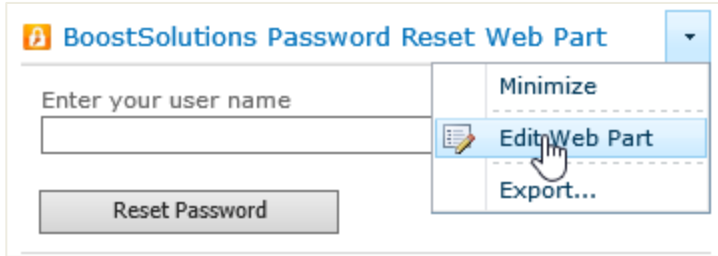 BoostSolutions Password Reset Web Part
Minimize
Enter your user name
Edit Web Part
Export...
Reset Password